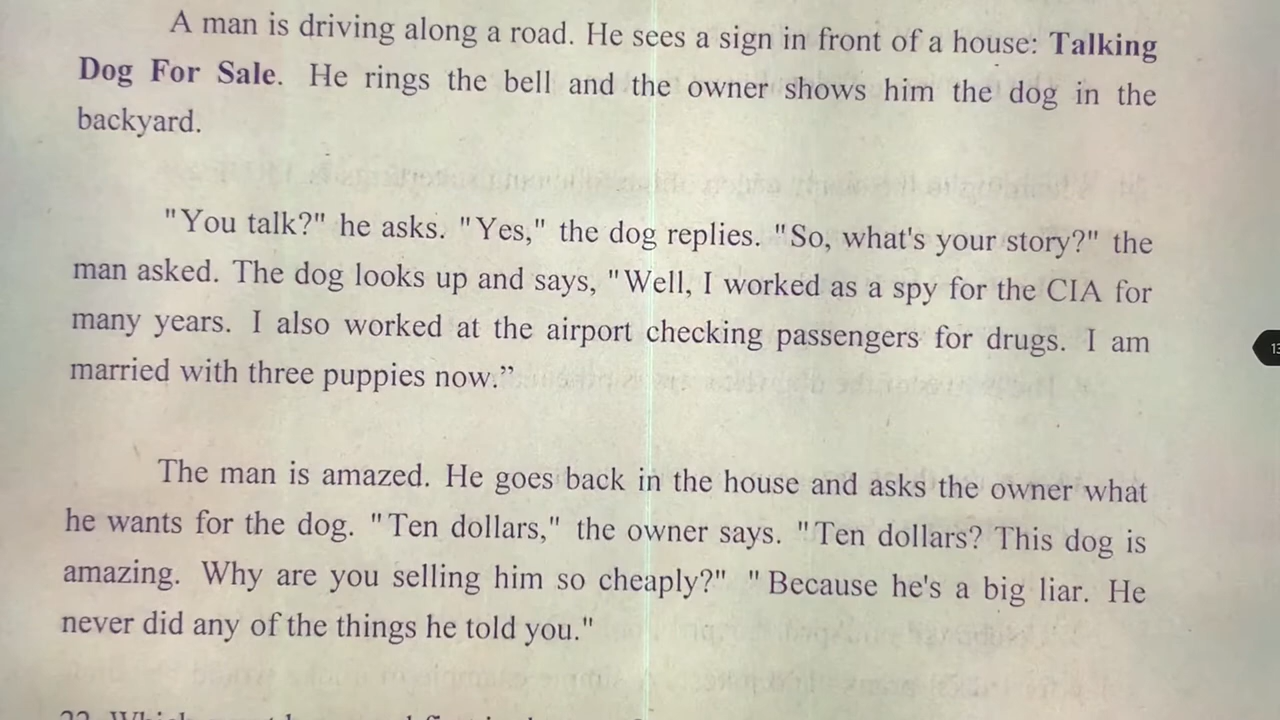 A man is driving along a road. He sees a sign in front of a house: Talking
Dog For Sale. He rings the bell and the owner shows him the dog in the
backyard.
"You talk?" he asks. "Yes," the dog replies. "So, what's your story?" the
man asked. The dog looks up and says, "Well, I worked as a spy for the CIA for
many years. I also worked at the airport checking passengers for drugs. I am
married with three puppies now.”
The man is amazed. He goes back in the house and asks the owner what
he wants for the dog. "Ten dollars," the owner says. "Ten dollars? This dog is
amazing. Why are you selling him so cheaply?" "Because he's a big liar. He
never did any of the things he told you."